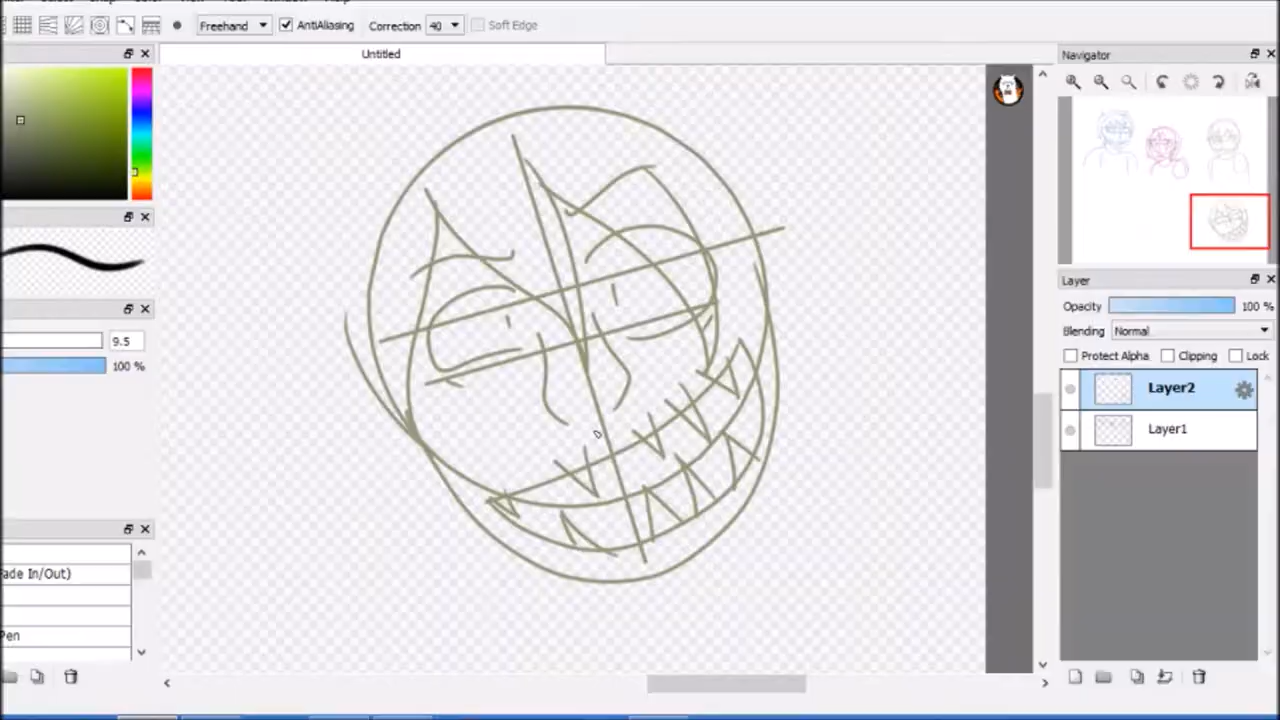 Freehand AntiAliasing Correction 40 Soft Edge
Untitled
Navigator
9.5
100 %
Layer
Opacity 100 %
Blending Normal
Protect Alpha Clipping Lock
Layer2
Layer1
ade In/Out)
Pen